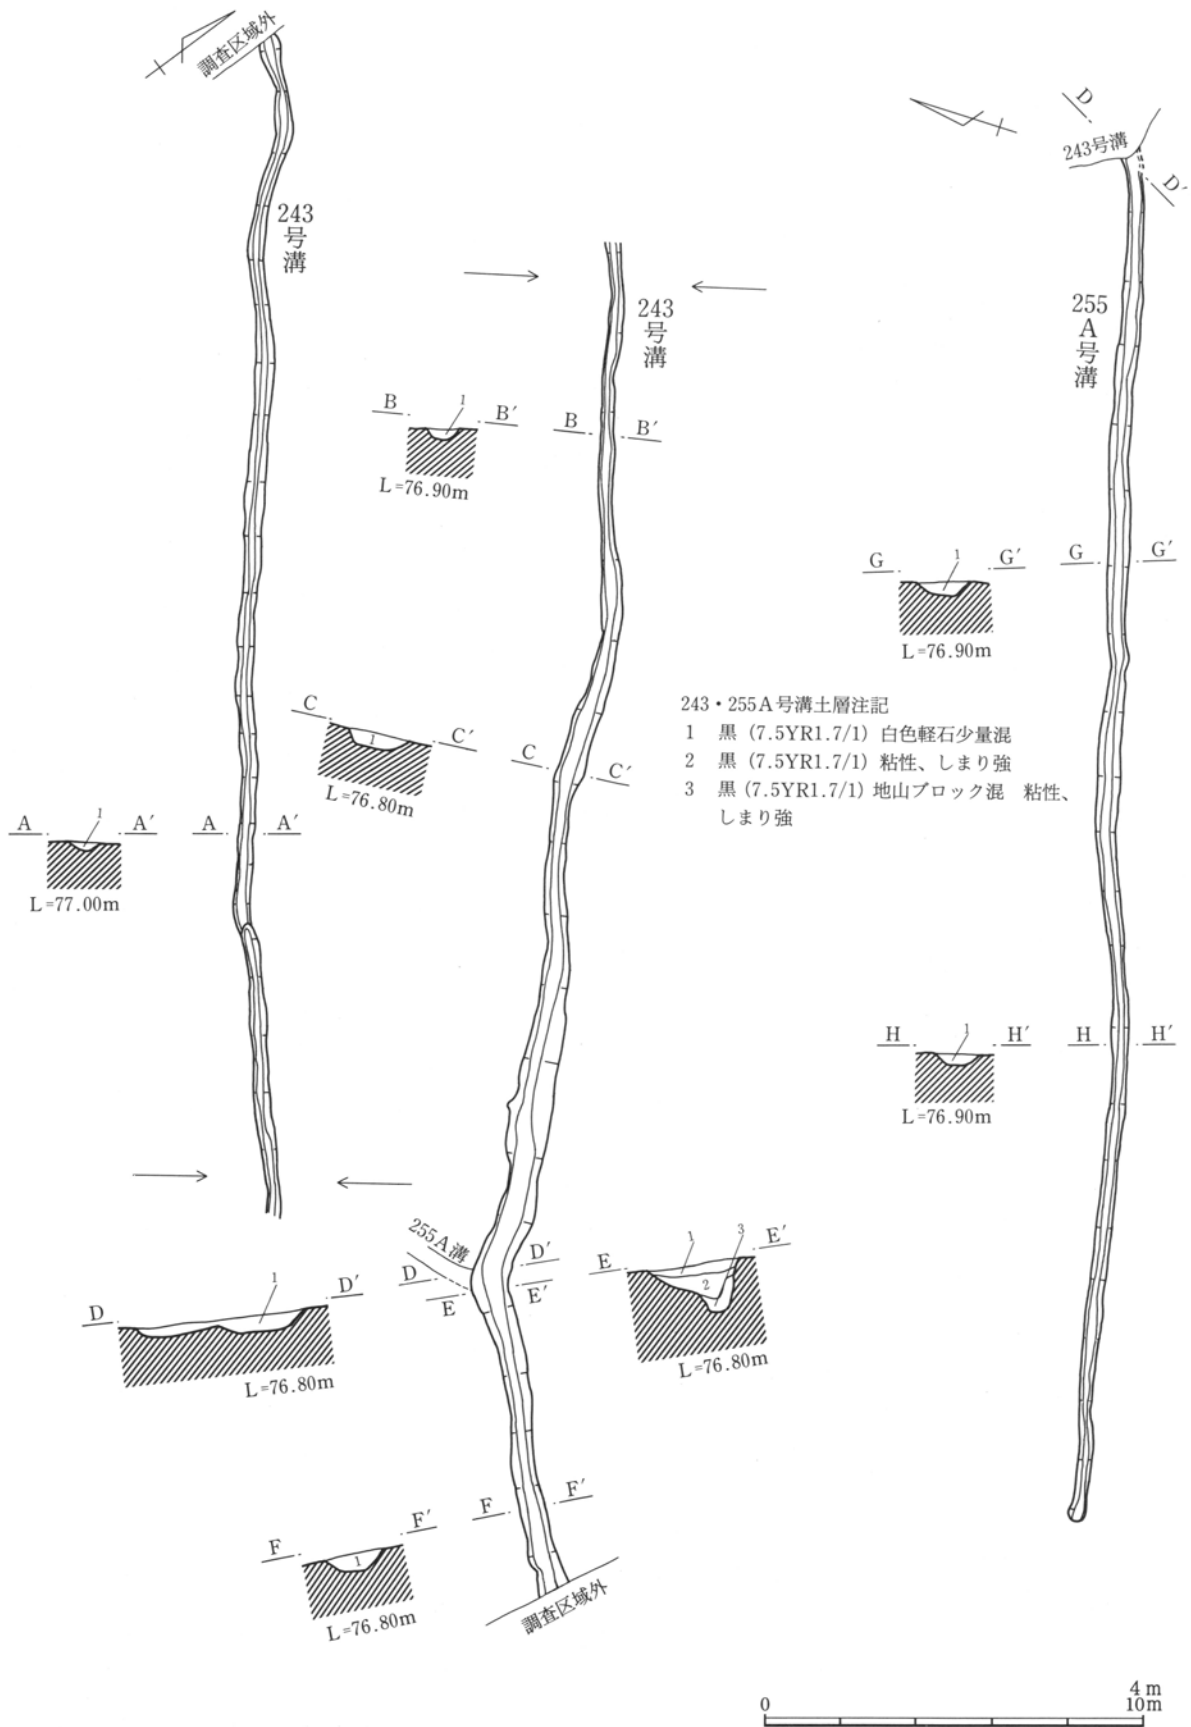 調査区域外
243
号
溝
D
243号溝
D′
243
号
溝
255
A
号
溝
B
1
B′
B
B′
L=76.90m
G
1
G′
G
G′
L=76.90m
C
1
C′
C
C′
L=76.80m
243・255A号溝土層注記
1 黒 (7.5YR1.7/1) 白色軽石少量混
2 黒 (7.5YR1.7/1) 粘性、しまり強
3 黒 (7.5YR1.7/1) 地山ブロック混 粘性、
しまり強
A
1
A′
A
A′
L=77.00m
H
1
H′
H
H′
L=76.90m
255A溝
D
D′
E
E′
D
1
D′
L=76.80m
E
1
2
3
E′
L=76.80m
F
1
F′
F
F′
L=76.80m
調査区域外
4 m
0
10m